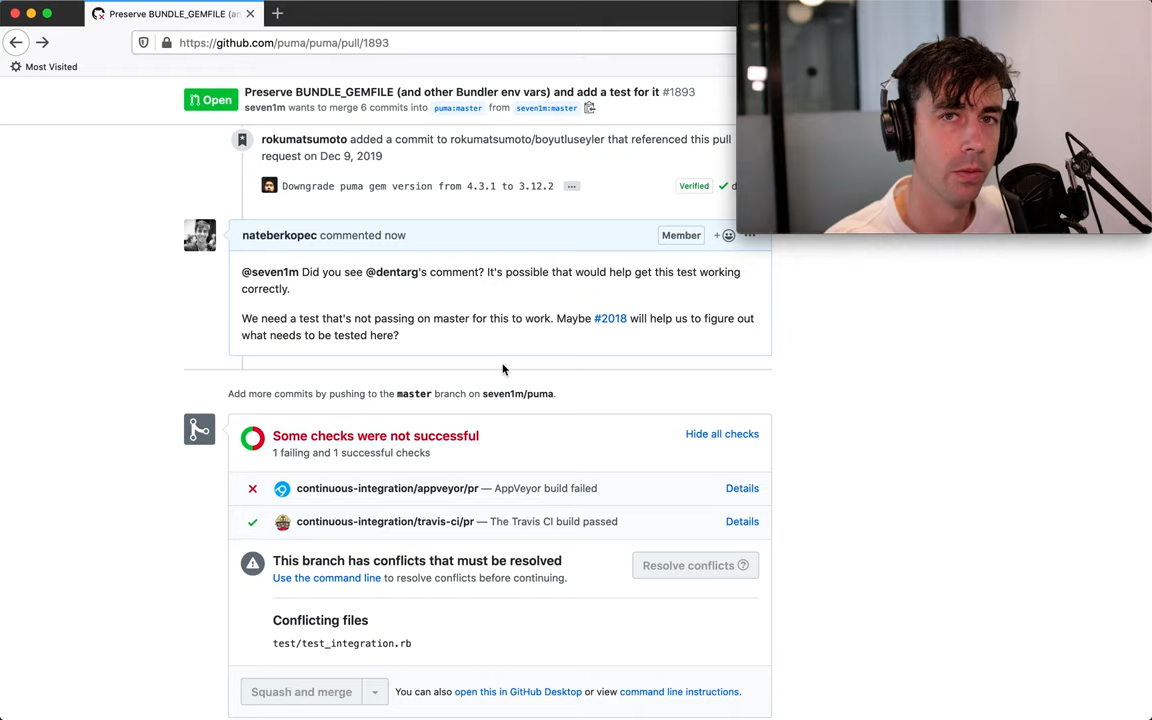 Preserve BUNDLE_GEMFILE (an
https://github.com/puma/puma/pull/1893
Most Visited
Open
Preserve BUNDLE_GEMFILE (and other Bundler env vars) and add a test for it #1893
seven1m wants to merge 6 commits into puma:master from seven1m:master
rokumatsumoto added a commit to rokumatsumoto/boyutluseyler that referenced this pull
request on Dec 9, 2019
Downgrade puma gem version from 4.3.1 to 3.12.2 ...
Verified
nateberkopec commented now
Member
@seven1m Did you see @dentarg's comment? It's possible that would help get this test working
correctly.
We need a test that's not passing on master for this to work. Maybe #2018 will help us to figure out
what needs to be tested here?
Add more commits by pushing to the master branch on seven1m/puma.
Some checks were not successful
Hide all checks
1 failing and 1 successful checks
continuous-integration/appveyor/pr — AppVeyor build failed
Details
continuous-integration/travis-ci/pr — The Travis CI build passed
Details
This branch has conflicts that must be resolved
Resolve conflicts
Use the command line to resolve conflicts before continuing.
Conflicting files
test/test_integration.rb
Squash and merge
You can also open this in GitHub Desktop or view command line instructions.